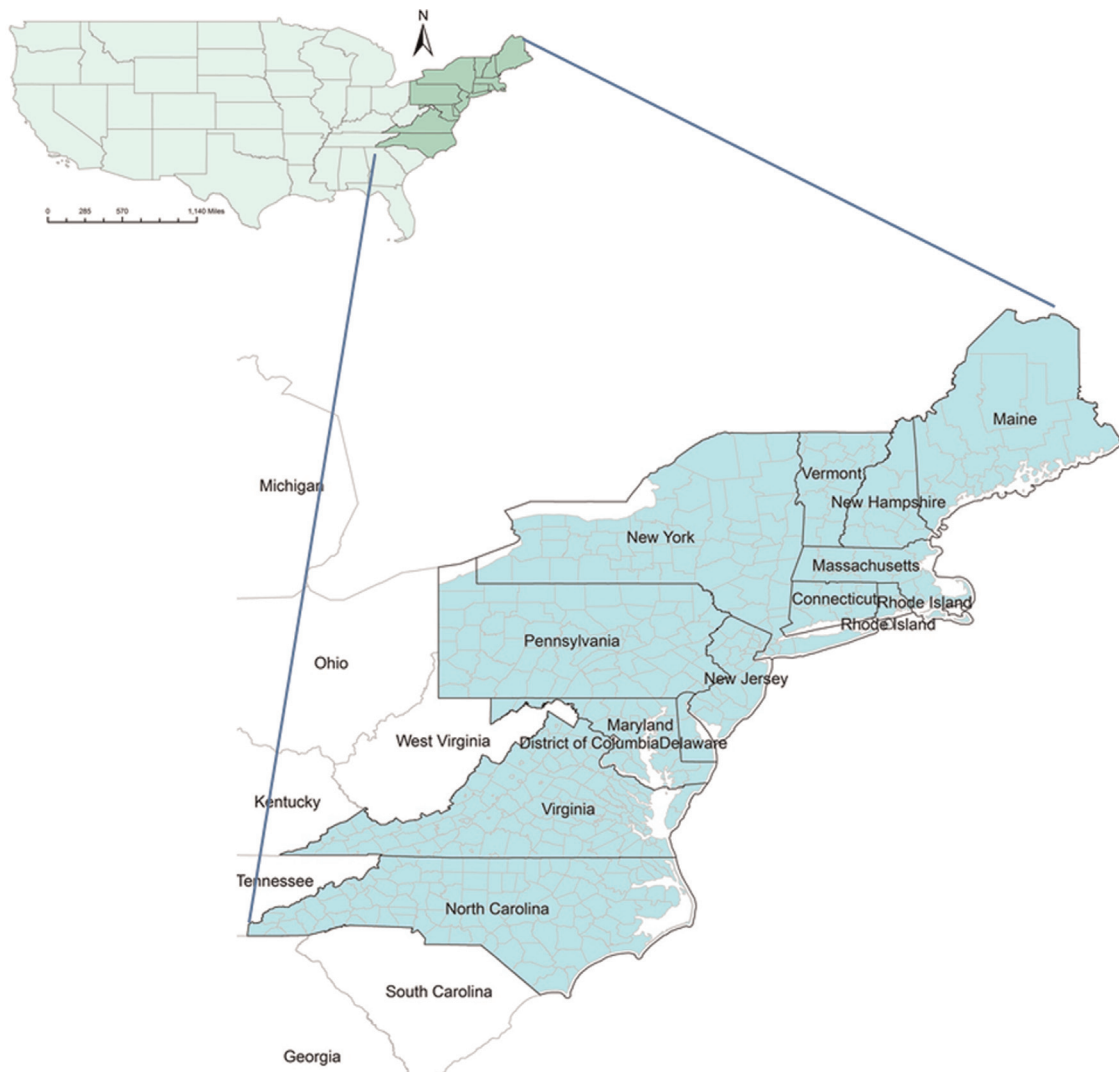 N
0 285 570 1,140 Miles
Maine
Michigan
Vermont
New Hampshire
New York
Massachusetts
Connecticut
Rhode Island
Rhode Island
Pennsylvania
Ohio
New Jersey
Maryland
West Virginia
District of Columbia
Delaware
Kentucky
Virginia
Tennessee
North Carolina
South Carolina
Georgia